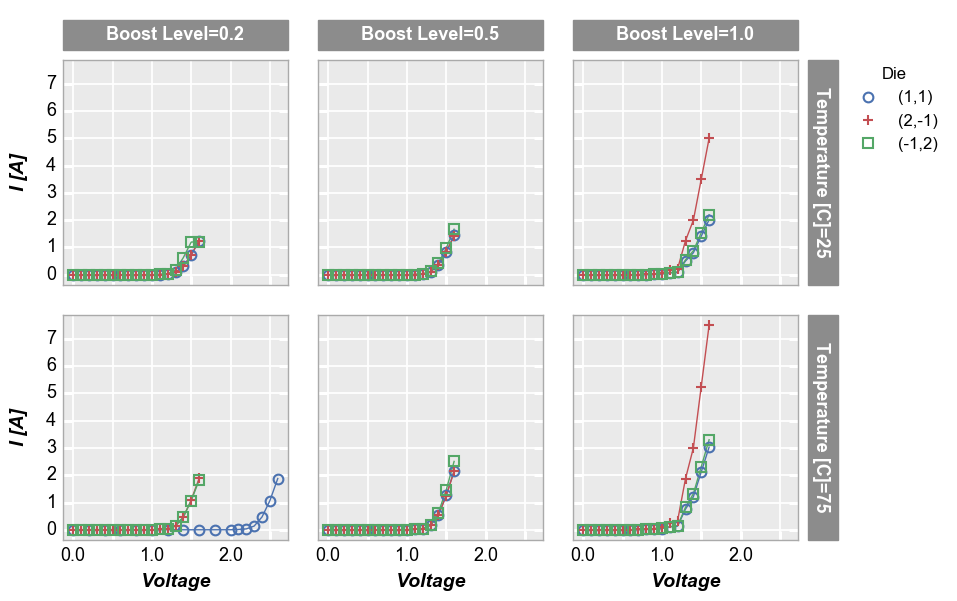 Boost Level=0.2 Boost Level=0.5 Boost Level=1.0
Die
(1,1)
(2,-1)
(-1,2)
7
6
5
4
3
2
1
0
I [A]
Temperature [C]=25
7
6
5
4
3
2
1
0
I [A]
Temperature [C]=75
0.0 1.0 2.0 0.0 1.0 2.0 0.0 1.0 2.0
Voltage Voltage Voltage